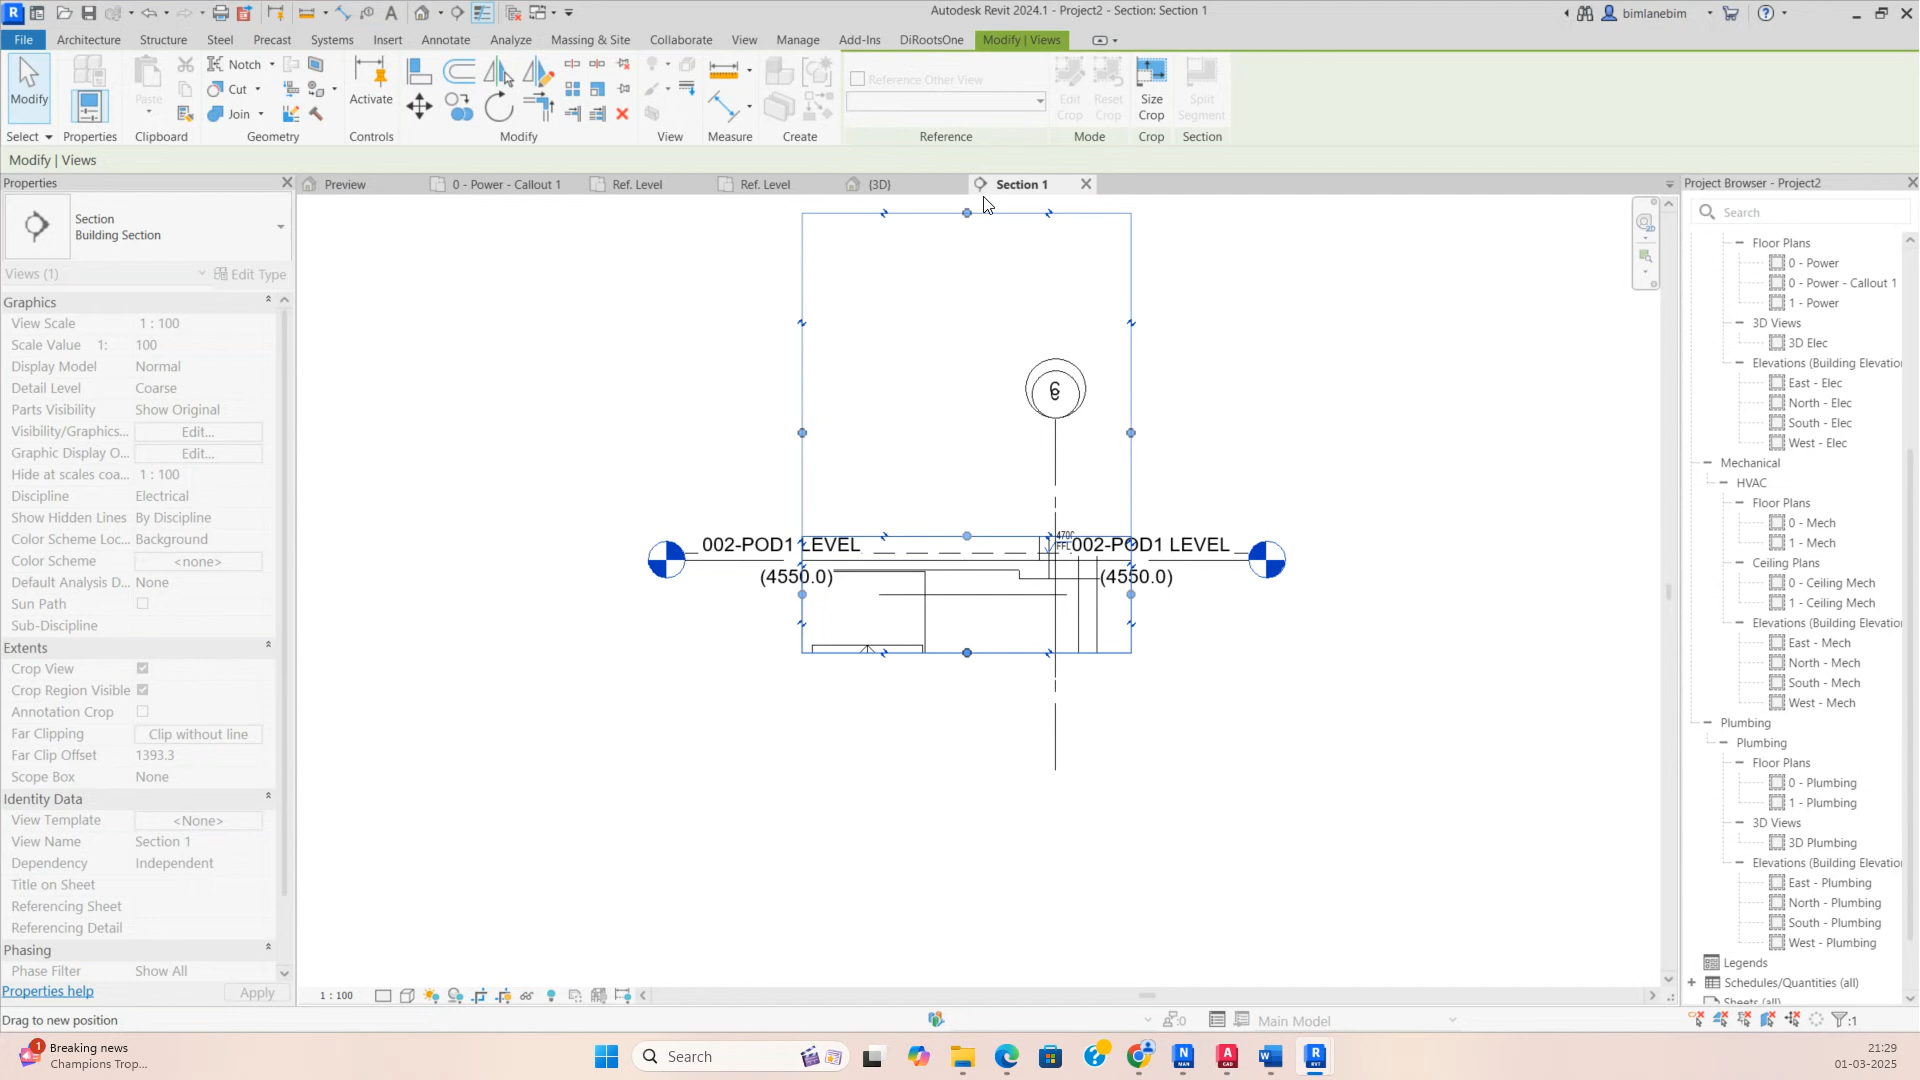 Autodesk Revit 2024.1 - Project2 - Section: Section 1
bimlanebim
File
Architecture
Structure
Steel
Precast
Systems
Insert
Annotate
Analyze
Massing & Site
Collaborate
View
Manage
Add-Ins
DiRootsOne
Modify | Views
Modify
Paste
Notch
Cut
Join
Activate
Reference Other View
Edit Crop
Reset Crop
Size Crop
Split Segment
Select
Properties
Clipboard
Geometry
Controls
Modify
View
Measure
Create
Reference
Mode
Crop
Section
Modify | Views
Properties
Section
Building Section
Views (1)
Edit Type
Graphics
View Scale 1 : 100
Scale Value 1: 100
Display Model Normal
Detail Level Coarse
Parts Visibility Show Original
Visibility/Graphics... Edit...
Graphic Display O... Edit...
Hide at scales coa... 1 : 100
Discipline Electrical
Show Hidden Lines By Discipline
Color Scheme Loc... Background
Color Scheme <none>
Default Analysis D... None
Sun Path
Sub-Discipline
Extents
Crop View
Crop Region Visible
Annotation Crop
Far Clipping Clip without line
Far Clip Offset 1393.3
Scope Box None
Identity Data
View Template <None>
View Name Section 1
Dependency Independent
Title on Sheet
Referencing Sheet
Referencing Detail
Phasing
Phase Filter Show All
Properties help
Apply
Preview
0 - Power - Callout 1
Ref. Level
Ref. Level
{3D}
Section 1
002-POD1 LEVEL
(4550.0)
002-POD1 LEVEL
(4550.0)
1 : 100
Project Browser - Project2
Search
Floor Plans
0 - Power
0 - Power - Callout 1
1 - Power
3D Views
3D Elec
Elevations (Building Elevation
East - Elec
North - Elec
South - Elec
West - Elec
Mechanical
HVAC
Floor Plans
0 - Mech
1 - Mech
Ceiling Plans
0 - Ceiling Mech
1 - Ceiling Mech
Elevations (Building Elevation
East - Mech
North - Mech
South - Mech
West - Mech
Plumbing
Plumbing
Floor Plans
0 - Plumbing
1 - Plumbing
3D Views
3D Plumbing
Elevations (Building Elevation
East - Plumbing
North - Plumbing
South - Plumbing
West - Plumbing
Legends
Schedules/Quantities (all)
Sheets (all)
Drag to new position
:0
Main Model
:1
1
Breaking news
Champions Trop...
Search
21:29
01-03-2025